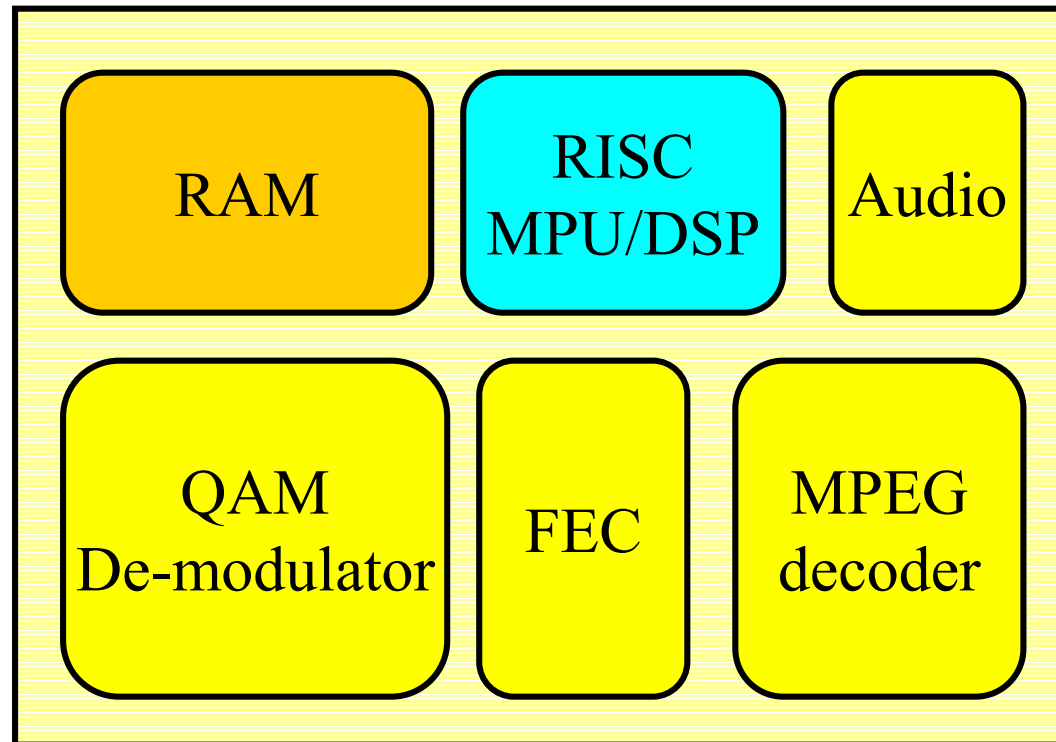 RAM
RISC
MPU/DSP
Audio
QAM
De-modulator
FEC
MPEG
decoder